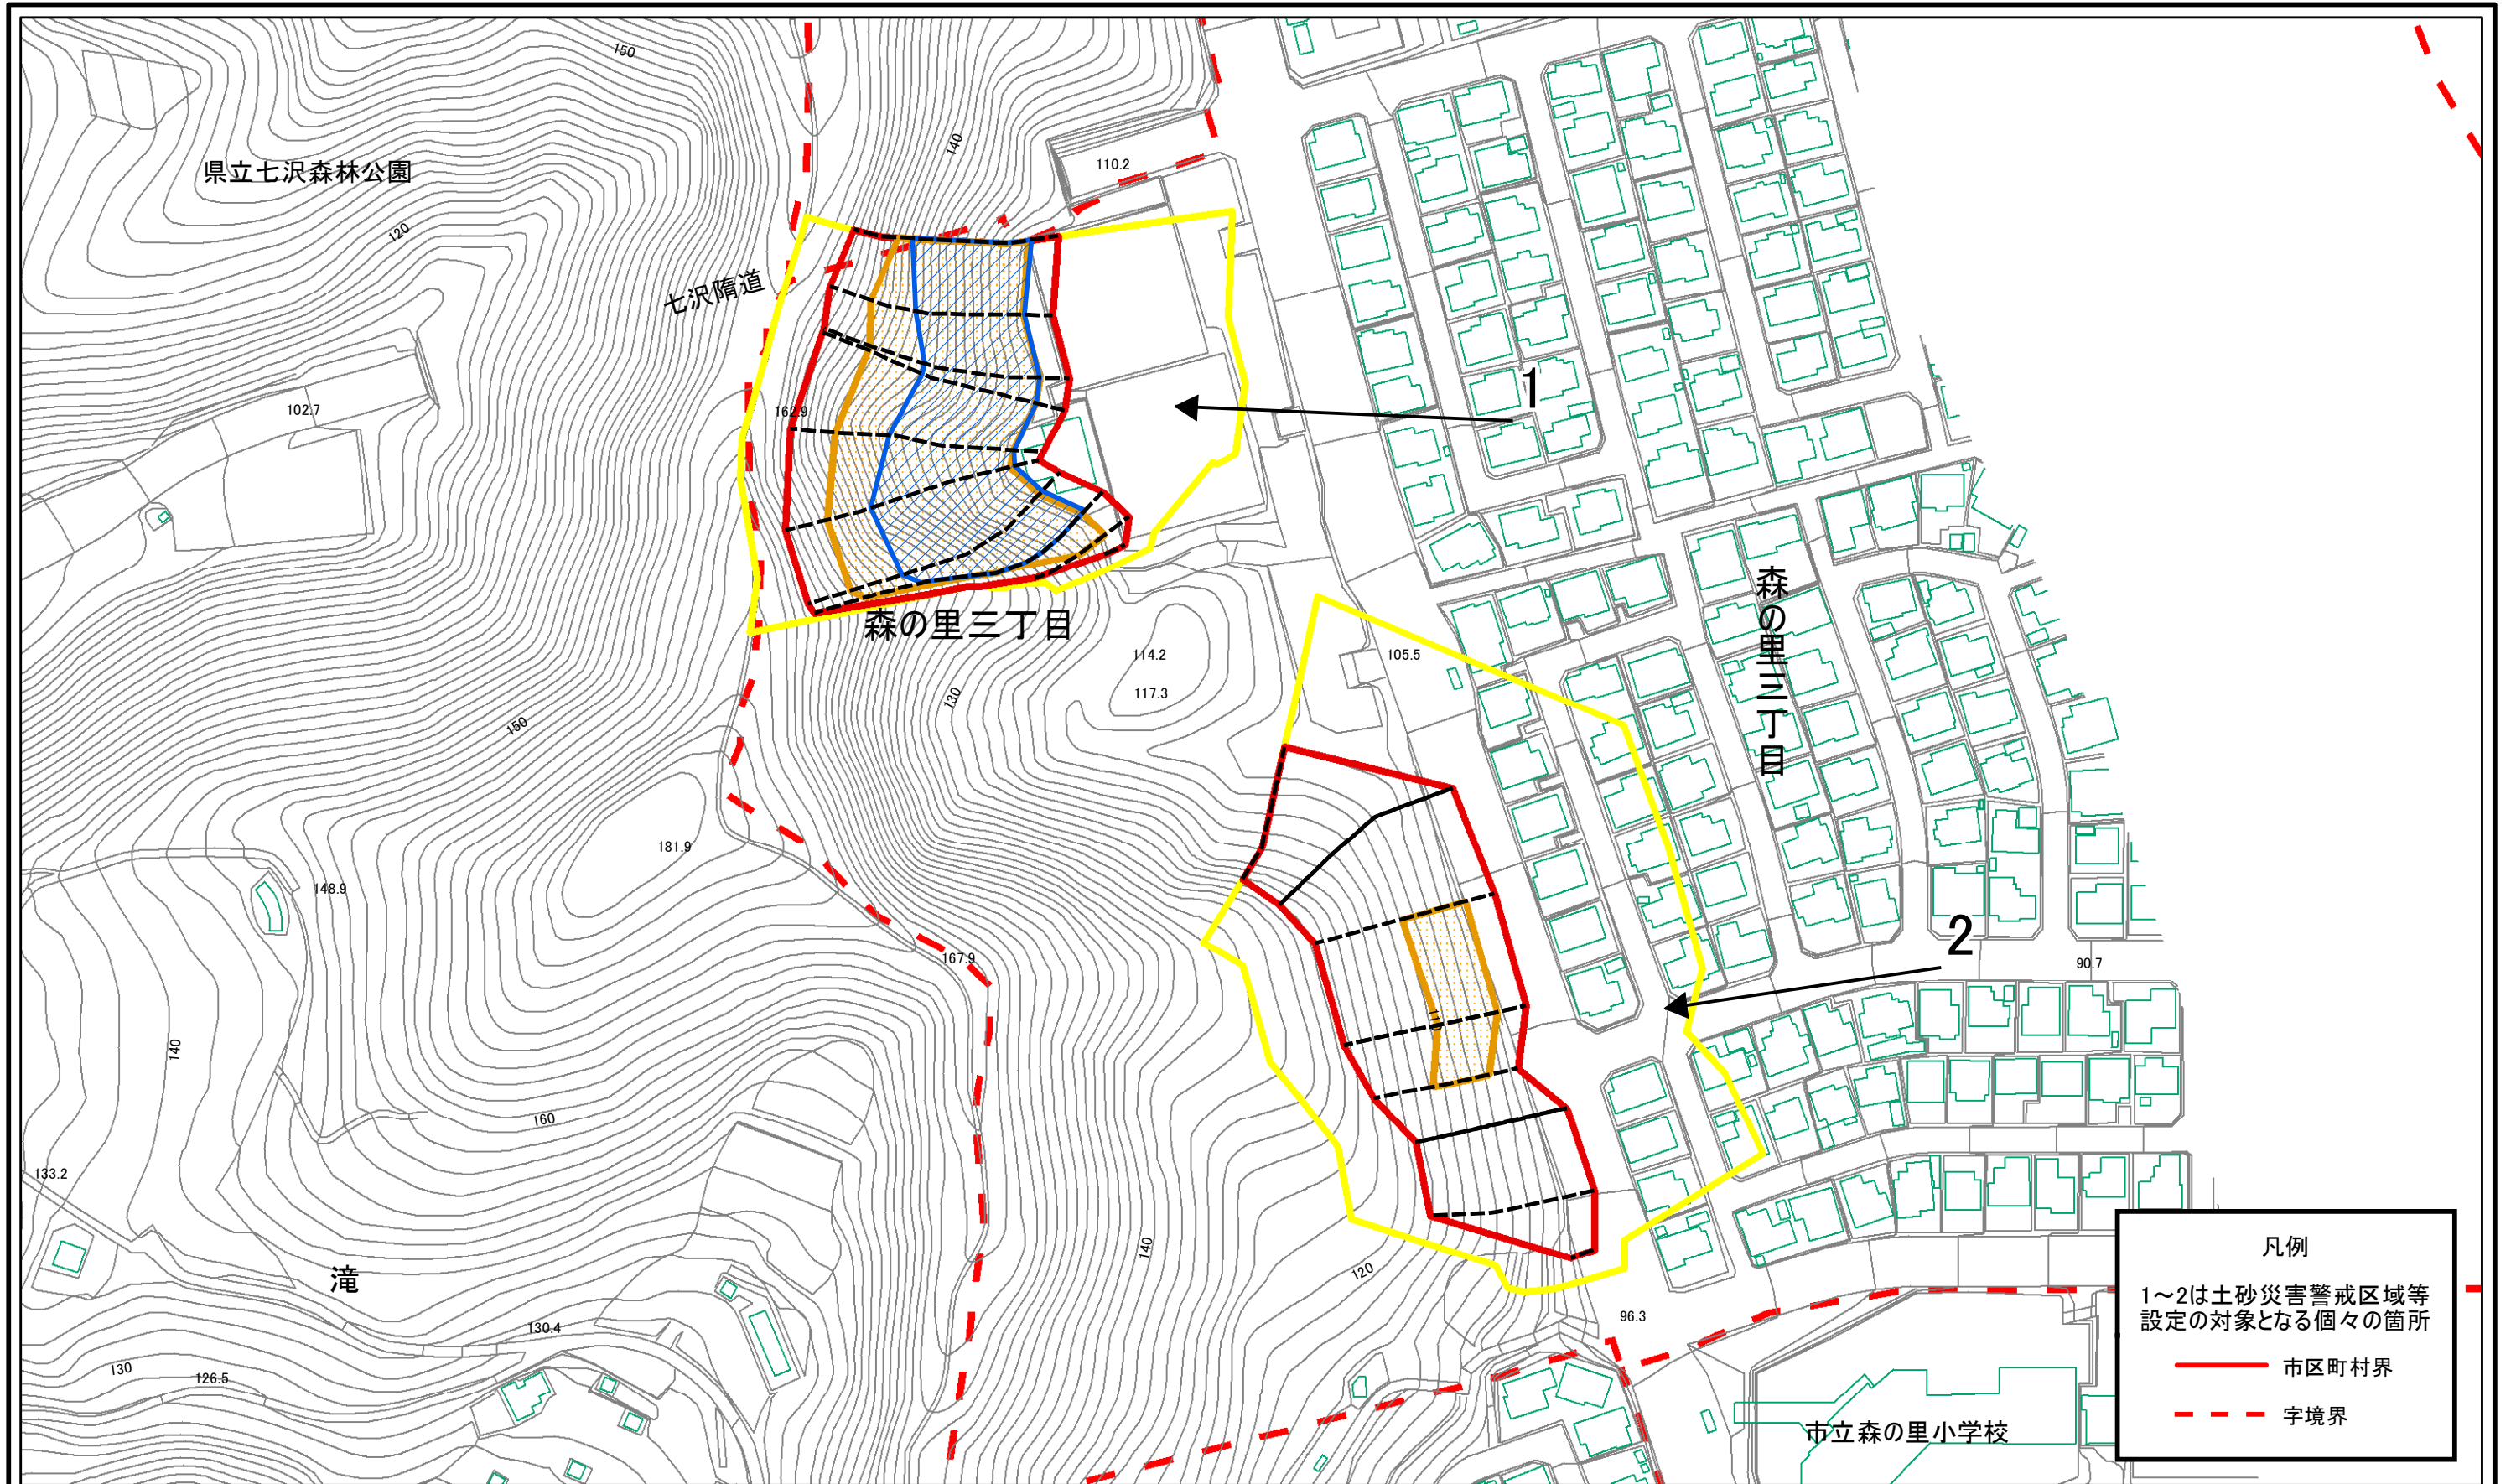 150
県立七沢森林公園
120
140
110.2
七沢隋道
102.7
162.9
1
森の里三丁目
森の里三丁目
114.2
117.3
105.5
130
150
181.9
148.9
167.9
2
90.7
110
140
160
133.2
滝
140
120
130.4
96.3
130
126.5
市立森の里小学校
凡例
1～2は土砂災害警戒区域等
設定の対象となる個々の箇所
市区町村界
字境界